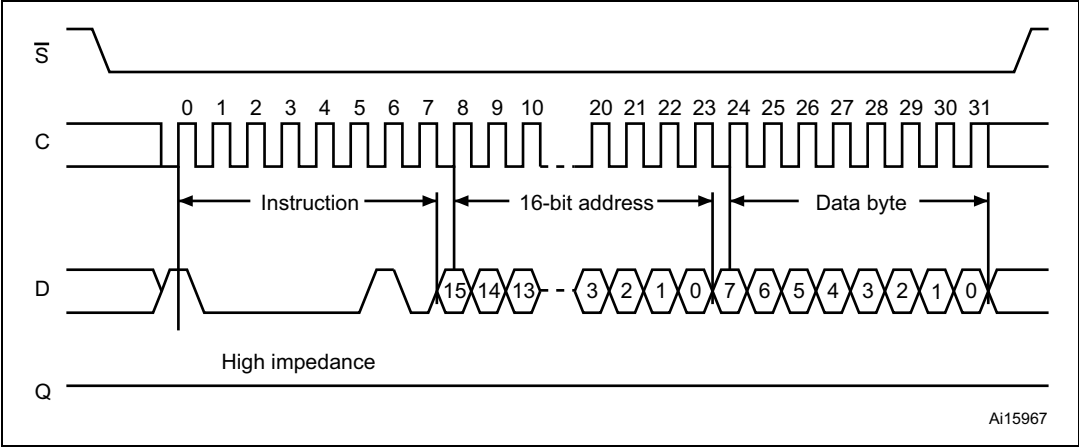 S̅
0 1 2 3 4 5 6 7 8 9 10 20 21 22 23 24 25 26 27 28 29 30 31
C
Instruction 16-bit address Data byte
D 15 14 13 3 2 1 0 7 6 5 4 3 2 1 0
High impedance
Q
Ai15967